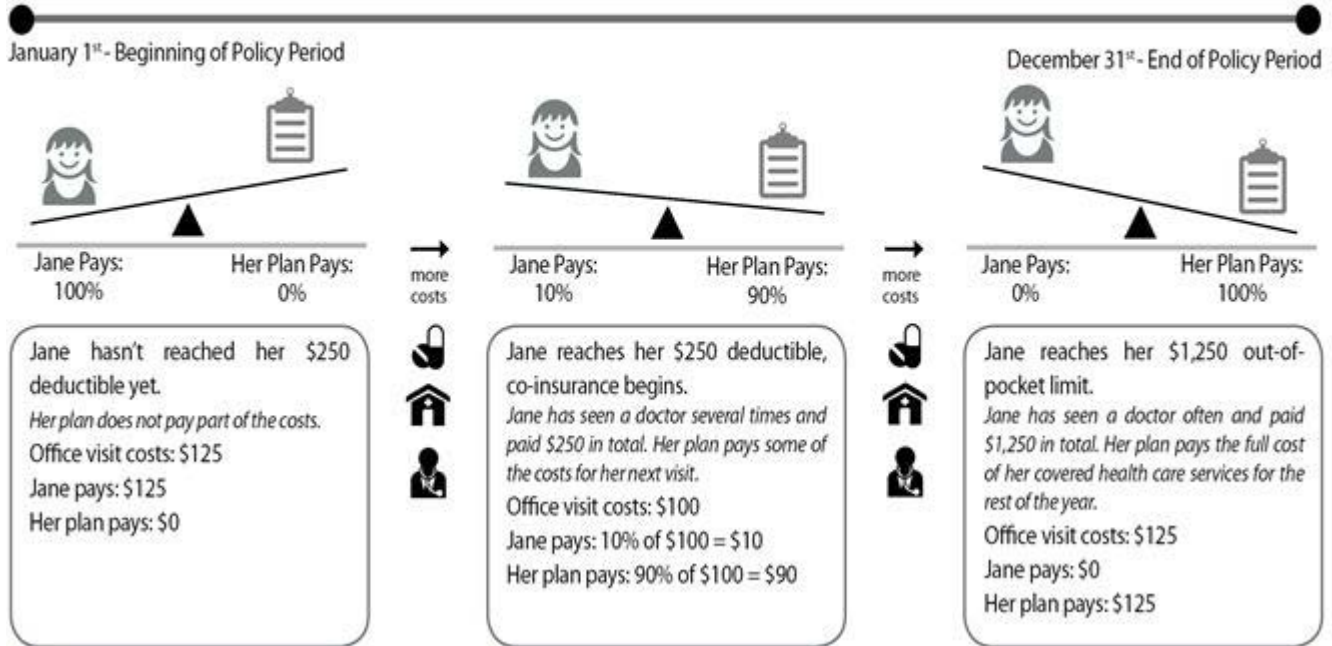 January 1st - Beginning of Policy Period
December 31st - End of Policy Period
Jane Pays:
100%
Her Plan Pays:
0%
more
costs
Jane Pays:
10%
Her Plan Pays:
90%
more
costs
Jane Pays:
0%
Her Plan Pays:
100%
Jane hasn't reached her $250
deductible yet.
Her plan does not pay part of the costs.
Office visit costs: $125
Jane pays: $125
Her plan pays: $0
Jane reaches her $250 deductible,
co-insurance begins.
Jane has seen a doctor several times and
paid $250 in total. Her plan pays some of
the costs for her next visit.
Office visit costs: $100
Jane pays: 10% of $100 = $10
Her plan pays: 90% of $100 = $90
Jane reaches her $1,250 out-of-
pocket limit.
Jane has seen a doctor often and paid
$1,250 in total. Her plan pays the full cost
of her covered health care services for the
rest of the year.
Office visit costs: $125
Jane pays: $0
Her plan pays: $125